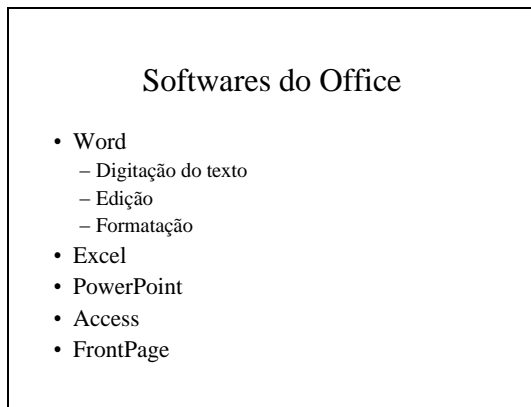 Softwares do Office
• Word
– Digitação do texto
– Edição
– Formatação
• Excel
• PowerPoint
• Access
• FrontPage